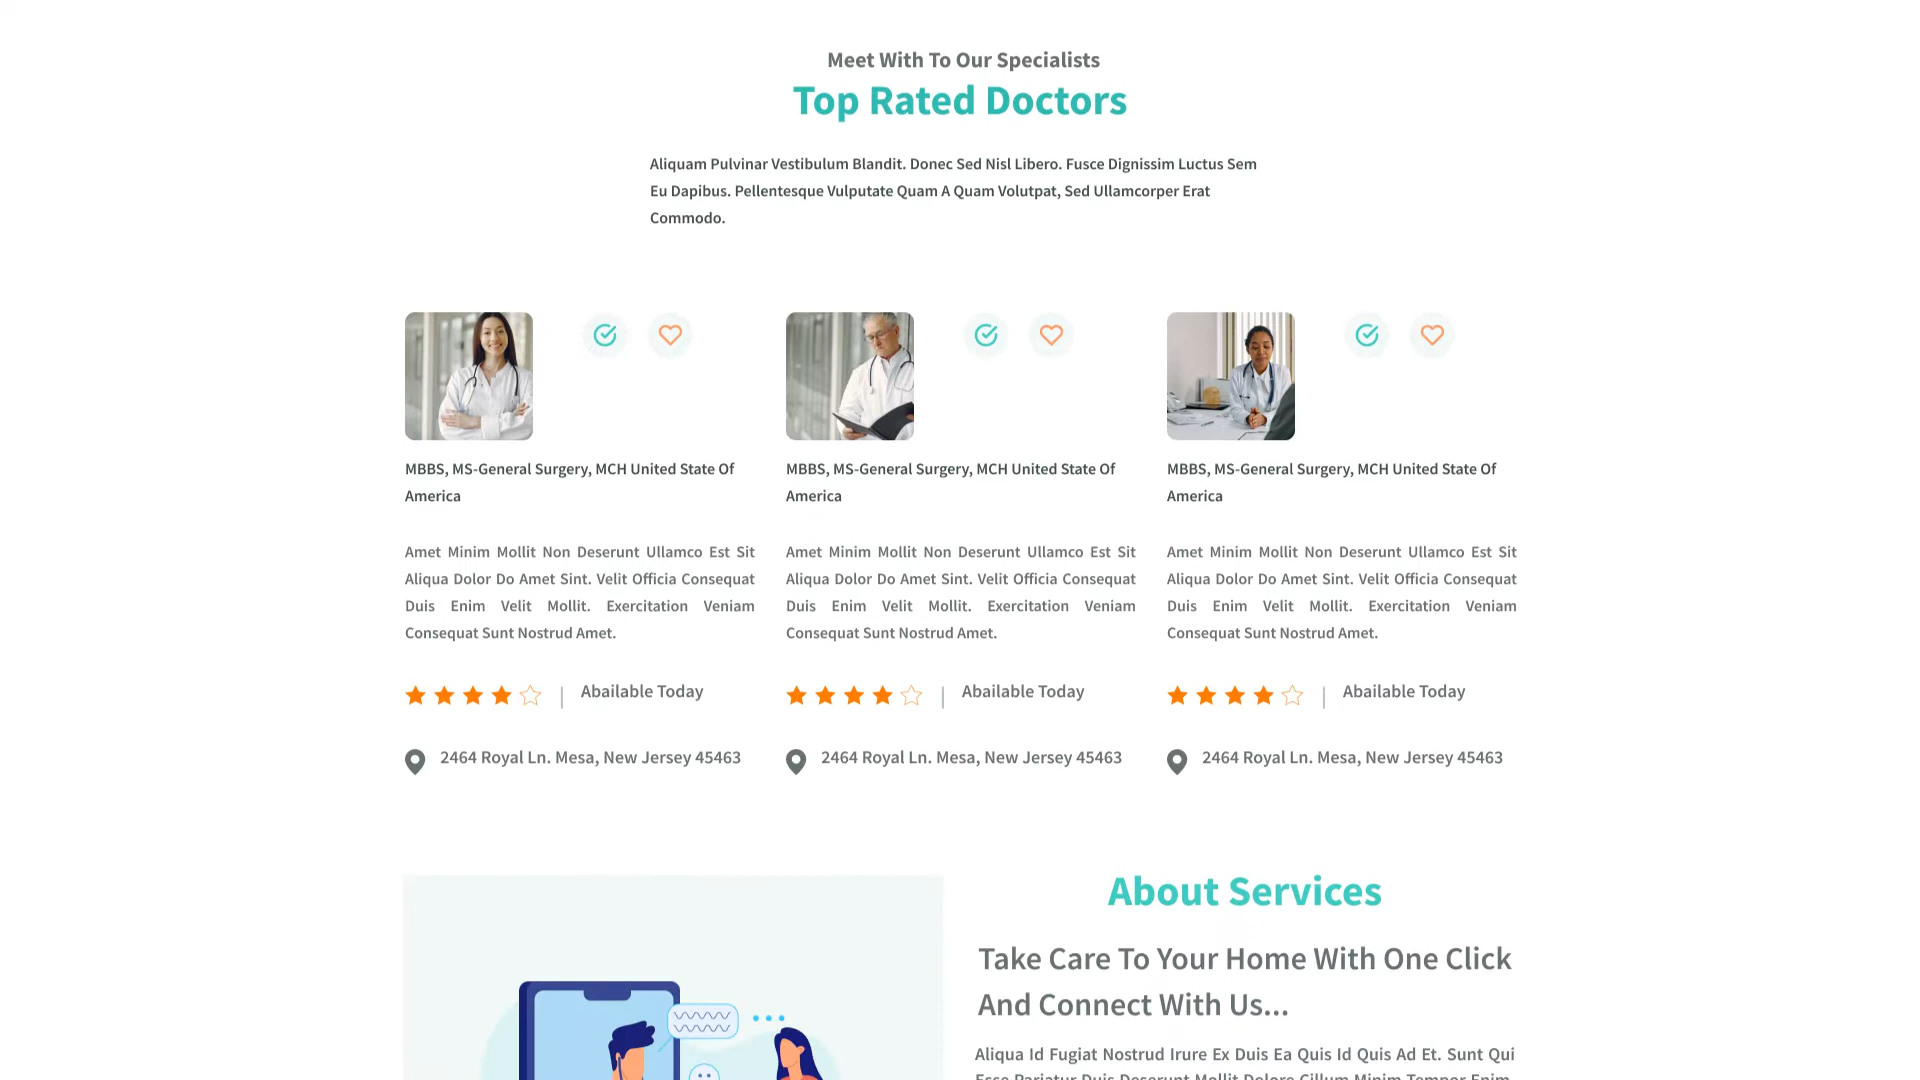 Meet With To Our Specialists
Top Rated Doctors
Aliquam Pulvinar Vestibulum Blandit. Donec Sed Nisl Libero. Fusce Dignissim Luctus Sem
Eu Dapibus. Pellentesque Vulputate Quam A Quam Volutpat, Sed Ullamcorper Erat
Commodo.
MBBS, MS-General Surgery, MCH United State Of
America
Amet Minim Mollit Non Deserunt Ullamco Est Sit
Aliqua Dolor Do Amet Sint. Velit Officia Consequat
Duis Enim Velit Mollit. Exercitation Veniam
Consequat Sunt Nostrud Amet.
Abailable Today
2464 Royal Ln. Mesa, New Jersey 45463
MBBS, MS-General Surgery, MCH United State Of
America
Amet Minim Mollit Non Deserunt Ullamco Est Sit
Aliqua Dolor Do Amet Sint. Velit Officia Consequat
Duis Enim Velit Mollit. Exercitation Veniam
Consequat Sunt Nostrud Amet.
Abailable Today
2464 Royal Ln. Mesa, New Jersey 45463
MBBS, MS-General Surgery, MCH United State Of
America
Amet Minim Mollit Non Deserunt Ullamco Est Sit
Aliqua Dolor Do Amet Sint. Velit Officia Consequat
Duis Enim Velit Mollit. Exercitation Veniam
Consequat Sunt Nostrud Amet.
Abailable Today
2464 Royal Ln. Mesa, New Jersey 45463
About Services
Take Care To Your Home With One Click
And Connect With Us...
Aliqua Id Fugiat Nostrud Irure Ex Duis Ea Quis Id Quis Ad Et. Sunt Qui
Esse Pariatur Duis Deserunt Mollit Dolore Cillum Minim Tempor Enim.